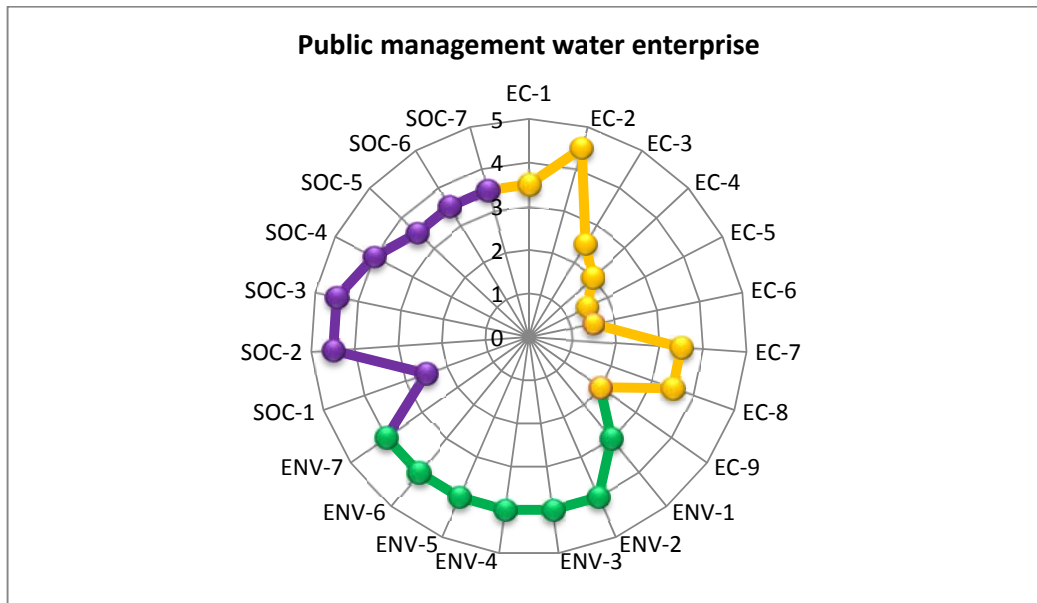 Public management water enterprise
EC-1
EC-2
EC-3
EC-4
EC-5
EC-6
EC-7
EC-8
EC-9
ENV-1
ENV-2
ENV-3
ENV-4
ENV-5
ENV-6
ENV-7
SOC-1
SOC-2
SOC-3
SOC-4
SOC-5
SOC-6
SOC-7
5
4
3
2
1
0